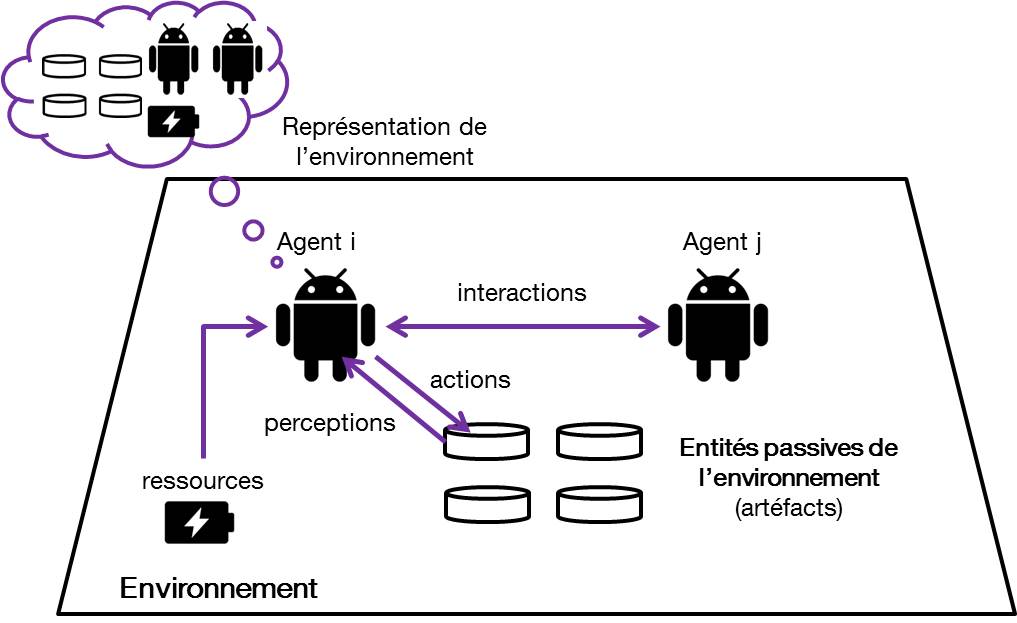 Représentation de
l'environnement
Agent i
Agent j
interactions
actions
perceptions
Entités passives de
l'environnement
(artéfacts)
ressources
Environnement